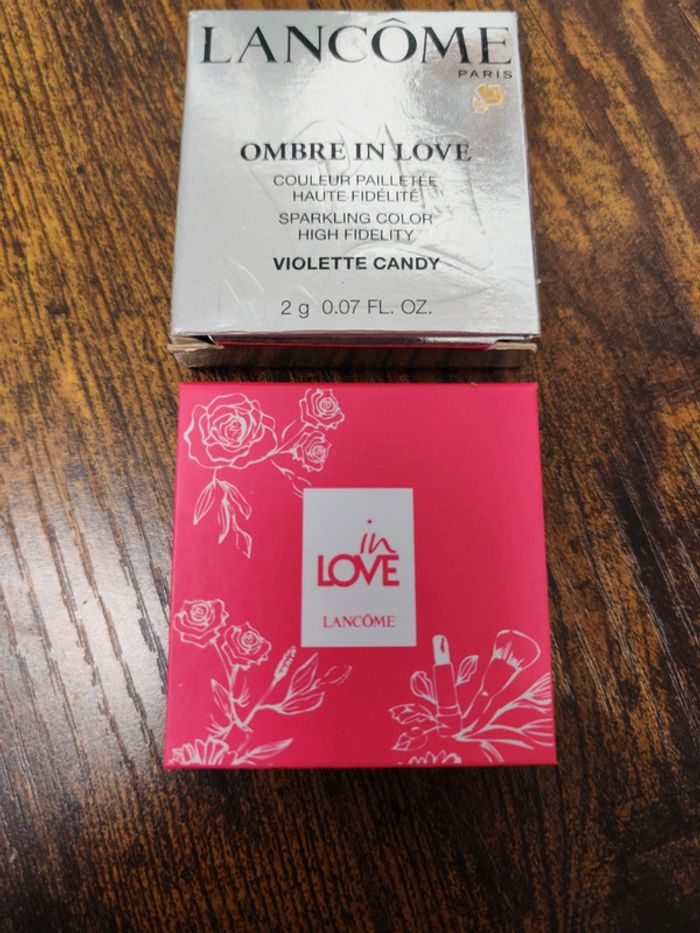 LANCÔME
PARIS
OMBRE IN LOVE
COULEUR PAILLETÉE
HAUTE FIDÉLITÉ
SPARKLING COLOR
HIGH FIDELITY
VIOLETTE CANDY
2 g 0.07 FL. OZ.
in
LOVE
LANCÔME